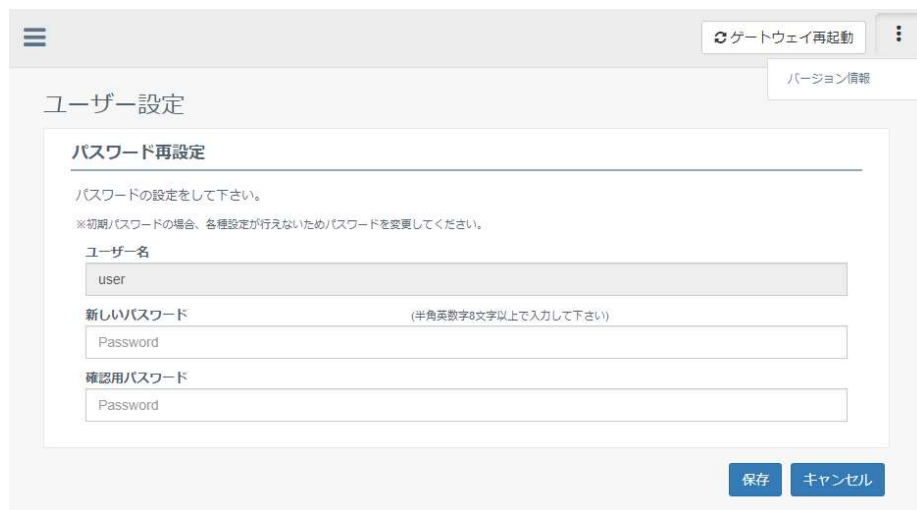 ゲートウェイ再起動
バージョン情報
ユーザー設定
パスワード再設定
パスワードの設定をして下さい。
※初期パスワードの場合、各種設定が行えないためパスワードを変更してください。
ユーザー名
user
新しいパスワード (半角英数字8文字以上で入力して下さい)
Password
確認用パスワード
Password
保存 キャンセル